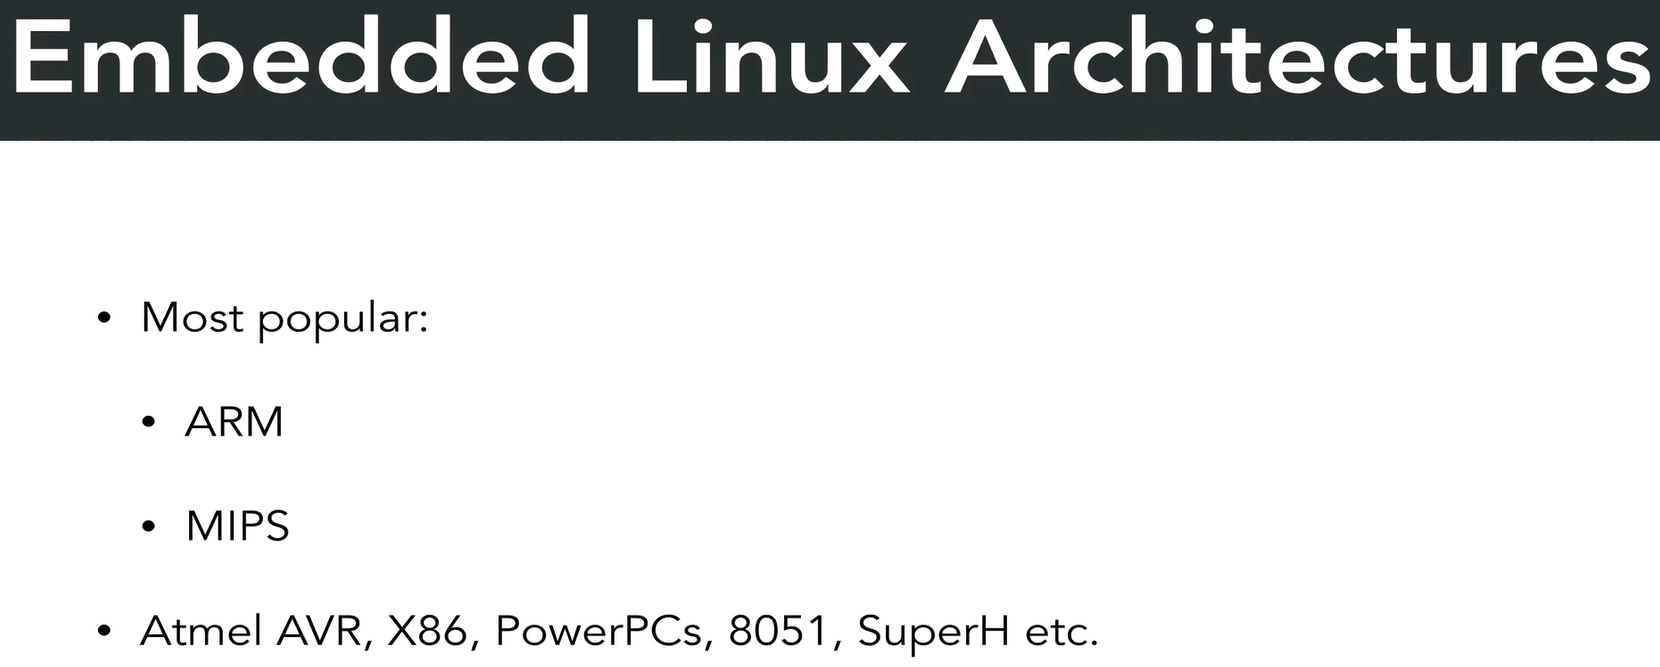 Embedded Linux Architectures
• Most popular:
• ARM
• MIPS
• Atmel AVR, X86, PowerPCs, 8051, SuperH etc.